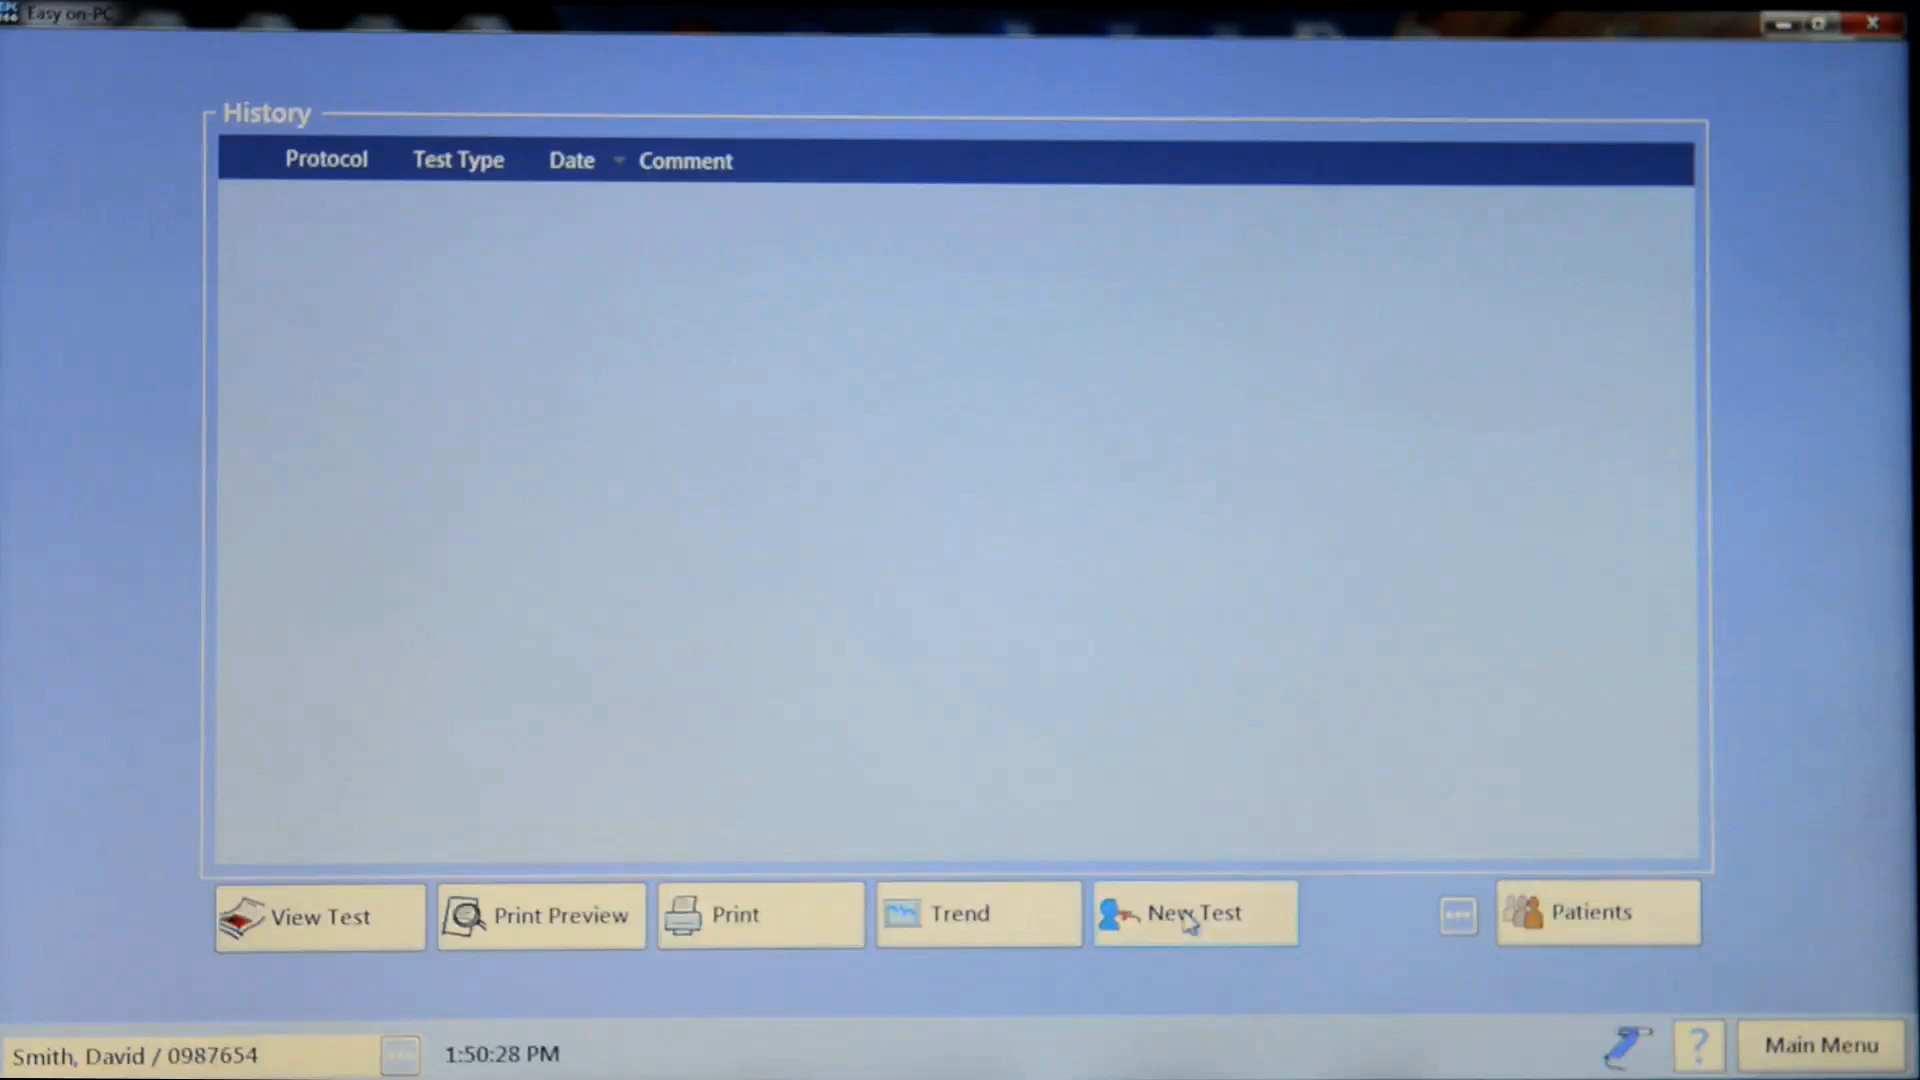 Easy on-PC
History
Protocol Test Type Date Comment
View Test Print Preview Print Trend New Test Patients
Smith, David / 0987654 1:50:28 PM ? Main Menu